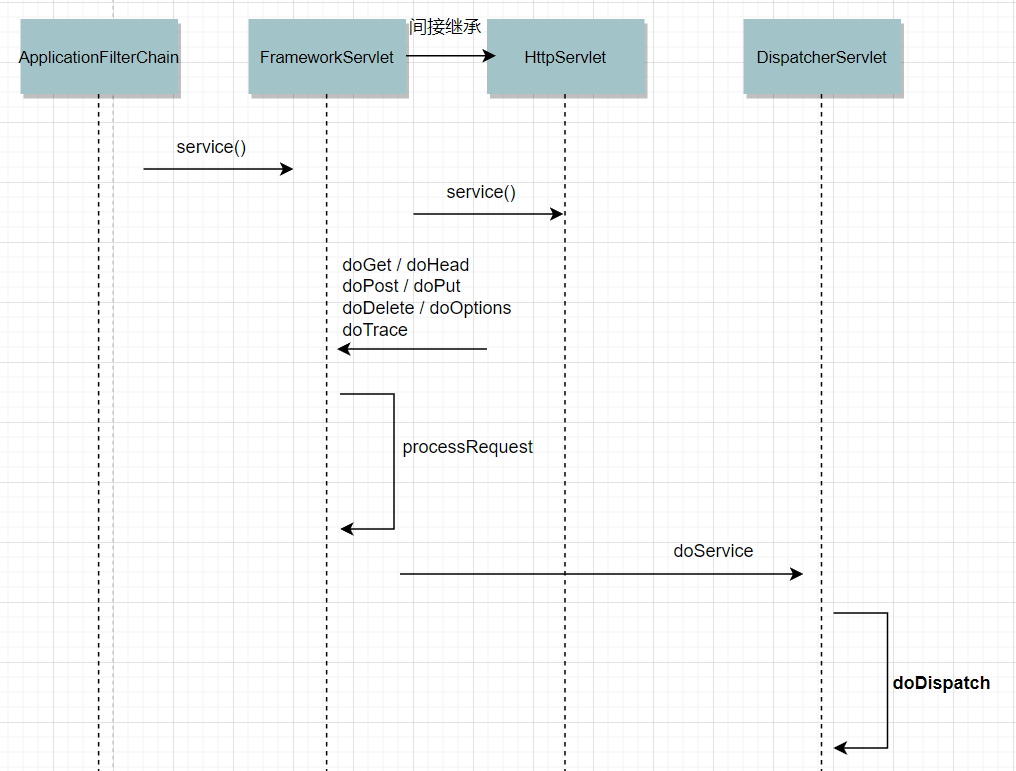 间接继承
ApplicationFilterChain
FrameworkServlet
HttpServlet
DispatcherServlet
service()
service()
doGet / doHead
doPost / doPut
doDelete / doOptions
doTrace
processRequest
doService
doDispatch